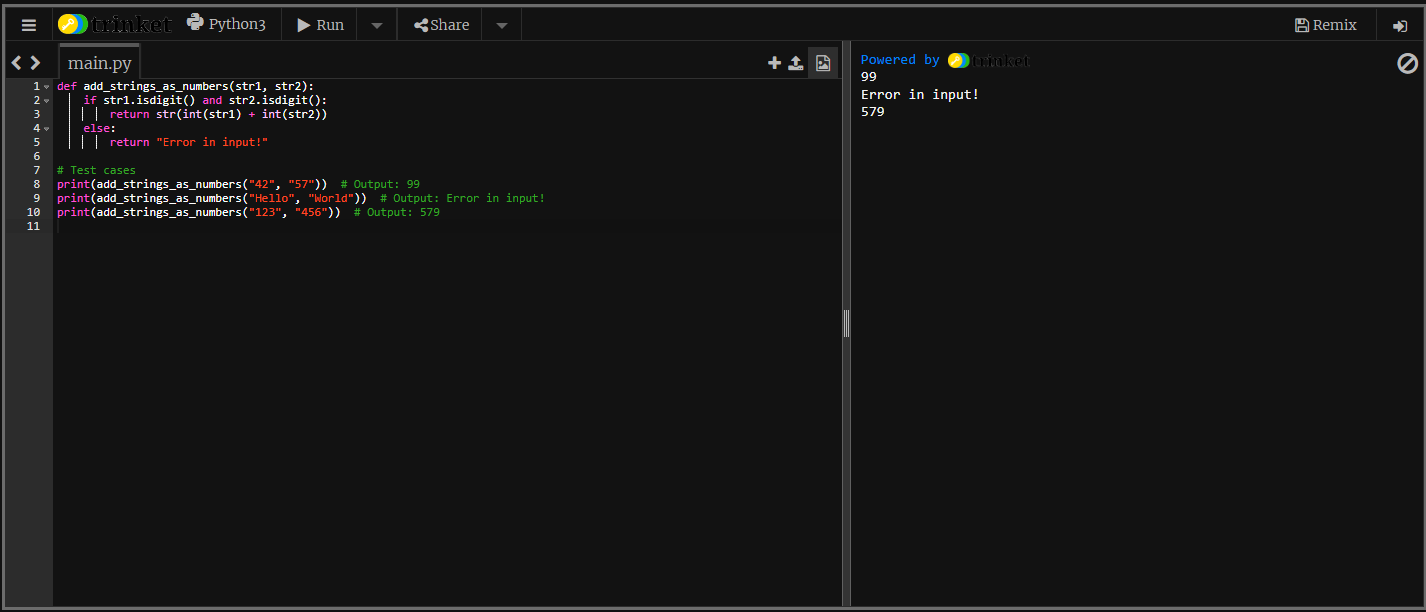 trinket Python3 Run Share Remix
main.py
1 def add_strings_as_numbers(str1, str2):
2     if str1.isdigit() and str2.isdigit():
3         return str(int(str1) + int(str2))
4     else:
5         return "Error in input!"
6
7 # Test cases
8 print(add_strings_as_numbers("42", "57"))  # Output: 99
9 print(add_strings_as_numbers("Hello", "World"))  # Output: Error in input!
10 print(add_strings_as_numbers("123", "456"))  # Output: 579
11
Powered by trinket
99
Error in input!
579